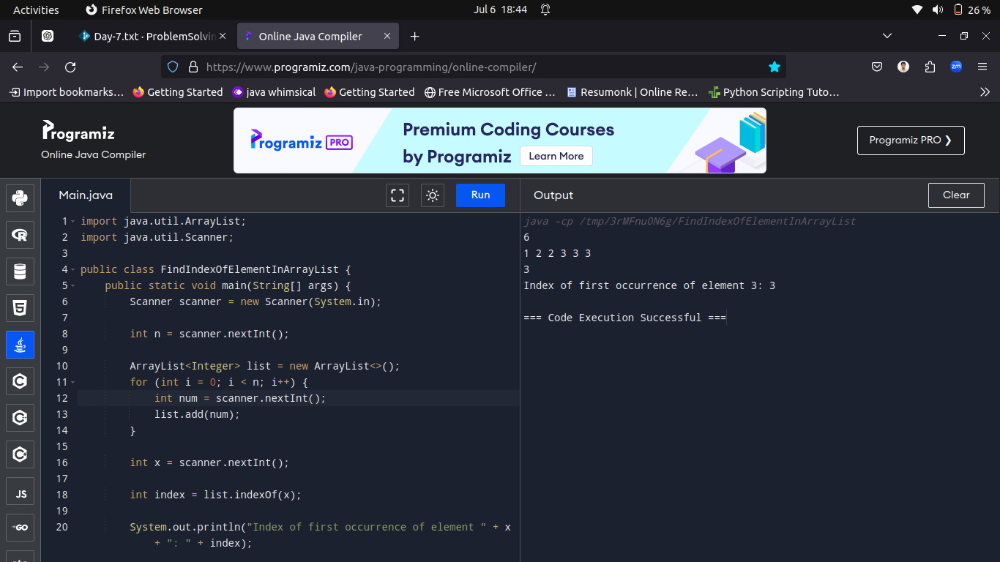 Activities
Firefox Web Browser
Jul 6 18:44
26 %
Day-7.txt · ProblemSolvin
Online Java Compiler
https://www.programiz.com/java-programming/online-compiler/
zm
Import bookmarks…
Getting Started
java whimsical
Getting Started
Free Microsoft Office …
Resumonk | Online Re…
Python Scripting Tuto…
Programiz
Online Java Compiler
Programiz PRO
Premium Coding Courses
by Programiz
Learn More
Programiz PRO ❯
Main.java
Run
Output
Clear
1 import java.util.ArrayList;
2 import java.util.Scanner;
3
4 public class FindIndexOfElementInArrayList {
5     public static void main(String[] args) {
6         Scanner scanner = new Scanner(System.in);
7
8         int n = scanner.nextInt();
9
10         ArrayList<Integer> list = new ArrayList<>();
11         for (int i = 0; i < n; i++) {
12             int num = scanner.nextInt();
13             list.add(num);
14         }
15
16         int x = scanner.nextInt();
17
18         int index = list.indexOf(x);
19
20         System.out.println("Index of first occurrence of element " + x
            + ": " + index);
java -cp /tmp/3rMFnu0N6g/FindIndexOfElementInArrayList
6
1 2 2 3 3 3
3
Index of first occurrence of element 3: 3
=== Code Execution Successful ===
JS
GO